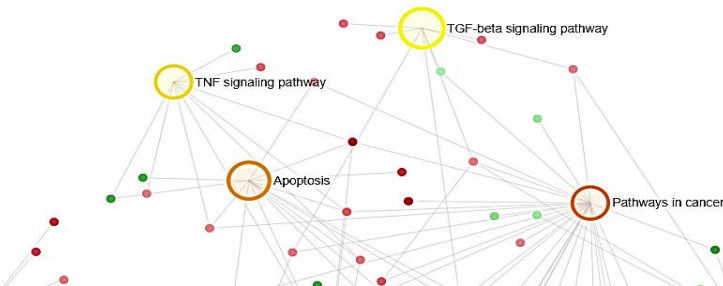 TGF-beta signaling pathway
TNF signaling pathway
Apoptosis
Pathways in cancer